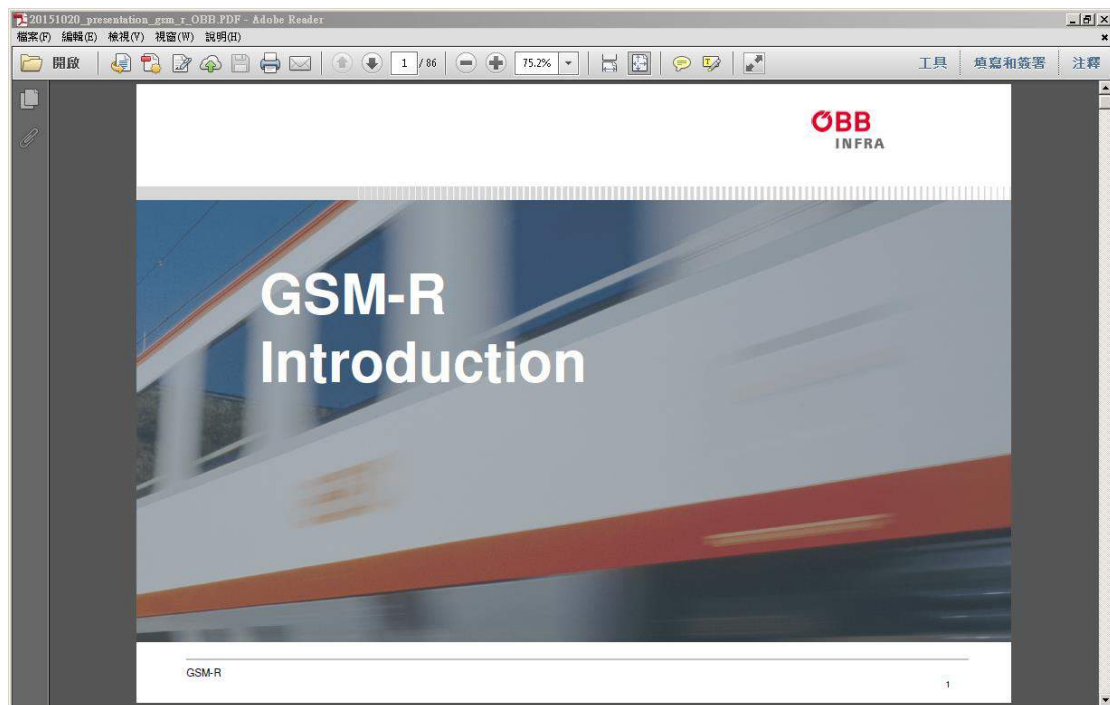 20151020_presentation_gsm_r_OBB.PDF - Adobe Reader
檔案(F) 編輯(E) 檢視(V) 視窗(W) 說明(H)
開啟 1 / 86 75.2% 工具 填寫和簽署 注釋
ÖBB
INFRA
GSM-R
Introduction
GSM-R
1